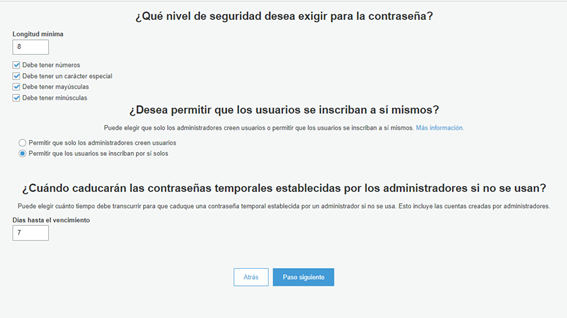 ¿Qué nivel de seguridad desea exigir para la contraseña?
Longitud mínima
8
Debe tener números
Debe tener un carácter especial
Debe tener mayúsculas
Debe tener minúsculas
¿Desea permitir que los usuarios se inscriban a sí mismos?
Puede elegir que solo los administradores creen usuarios o permitir que los usuarios se inscriban a sí mismos. Más información.
Permitir que solo los administradores creen usuarios
Permitir que los usuarios se inscriban por sí solos
¿Cuándo caducarán las contraseñas temporales establecidas por los administradores si no se usan?
Puede elegir cuánto tiempo debe transcurrir para que caduque una contraseña temporal establecida por un administrador si no se usa. Esto incluye las cuentas creadas por administradores.
Días hasta el vencimiento
7
Atrás Paso siguiente